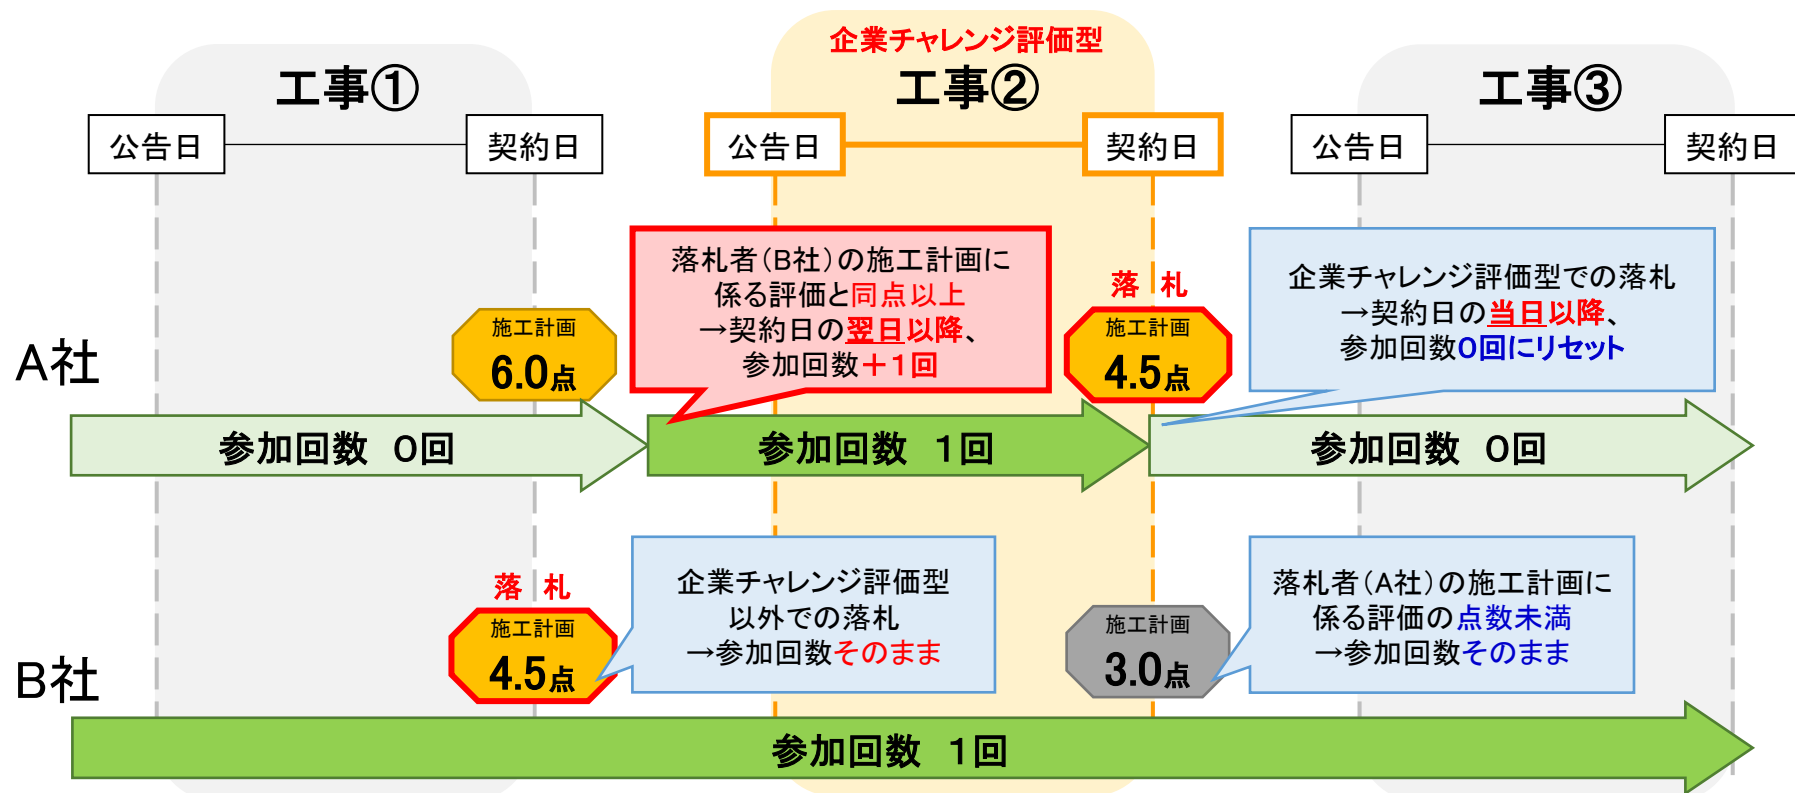 企業チャレンジ評価型
工事①
工事②
工事③
公告日
契約日
公告日
契約日
公告日
契約日
A社
施工計画
6.0点
落札者（B社）の施工計画に
係る評価と同点以上
→契約日の翌日以降、
参加回数＋1回
落 札
施工計画
4.5点
企業チャレンジ評価型での落札
→契約日の当日以降、
参加回数0回にリセット
参加回数 0回
参加回数 1回
参加回数 0回
B社
落 札
施工計画
4.5点
企業チャレンジ評価型
以外での落札
→参加回数そのまま
施工計画
3.0点
落札者（A社）の施工計画に
係る評価の点数未満
→参加回数そのまま
参加回数 1回